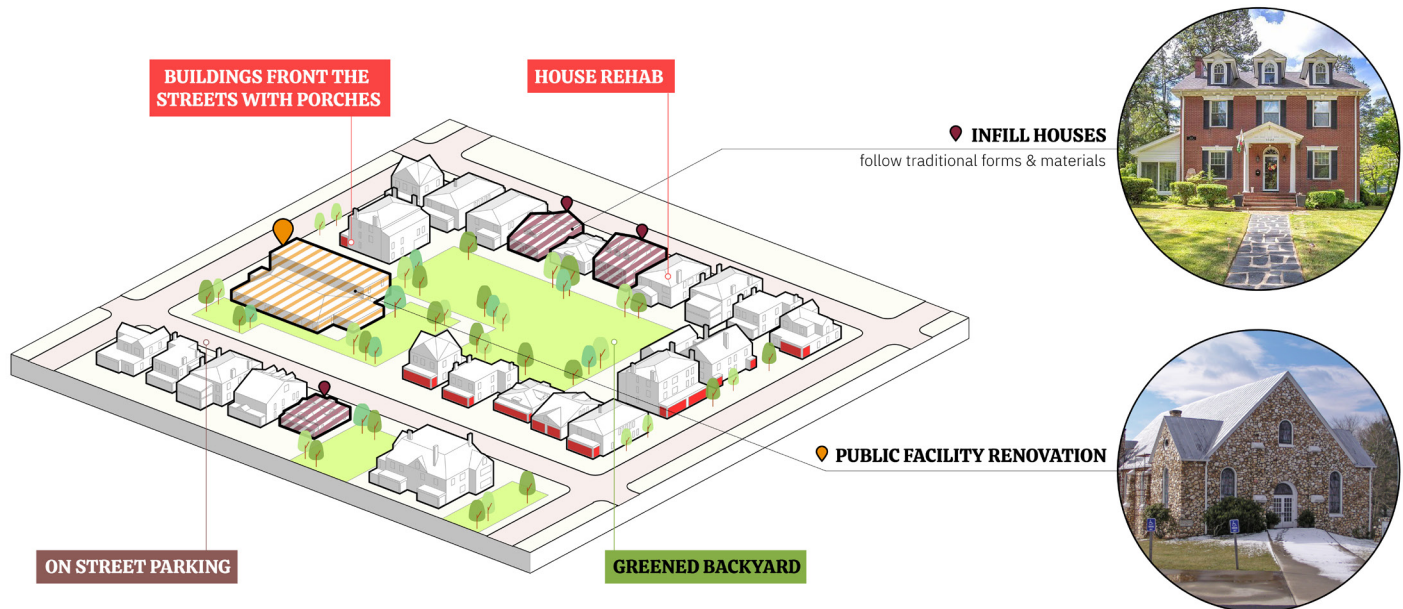 BUILDINGS FRONT THE
STREETS WITH PORCHES
HOUSE REHAB
INFILL HOUSES
follow traditional forms & materials
PUBLIC FACILITY RENOVATION
ON STREET PARKING
GREENED BACKYARD